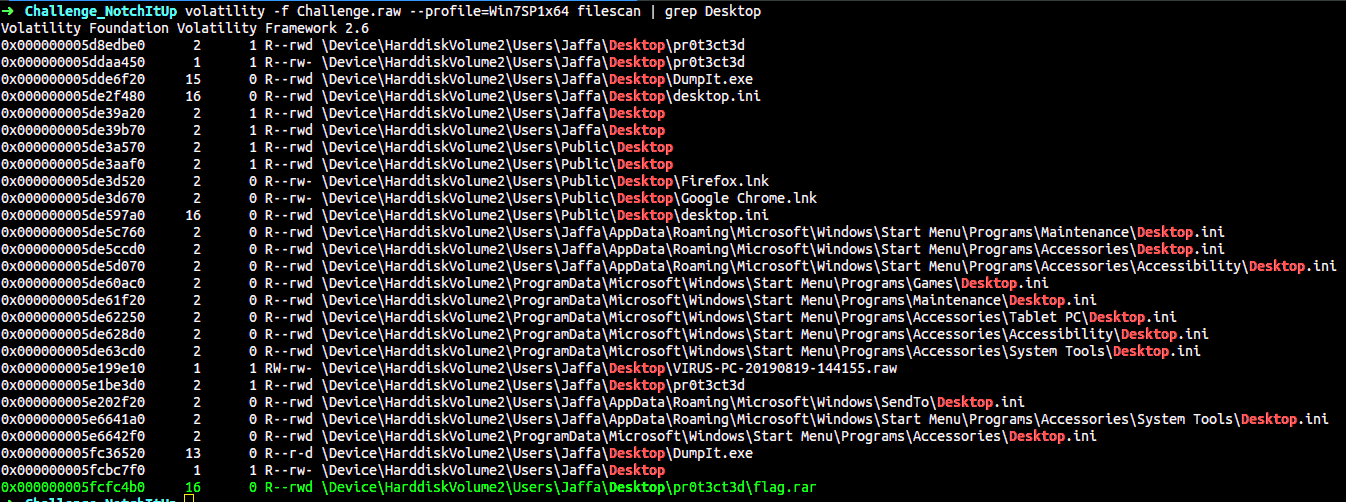 ➜ Challenge_NotchItUp volatility -f Challenge.raw --profile=Win7SP1x64 filescan | grep Desktop
Volatility Foundation Volatility Framework 2.6
0x000000005d8edbe0 2 1 R--rwd \Device\HarddiskVolume2\Users\Jaffa\Desktop\pr0t3ct3d
0x000000005ddaa450 1 1 R--rw- \Device\HarddiskVolume2\Users\Jaffa\Desktop\pr0t3ct3d
0x000000005dde6f20 15 0 R--rwd \Device\HarddiskVolume2\Users\Jaffa\Desktop\DumpIt.exe
0x000000005de2f480 16 0 R--rwd \Device\HarddiskVolume2\Users\Jaffa\Desktop\desktop.ini
0x000000005de39a20 2 1 R--rwd \Device\HarddiskVolume2\Users\Jaffa\Desktop
0x000000005de39b70 2 1 R--rwd \Device\HarddiskVolume2\Users\Jaffa\Desktop
0x000000005de3a570 2 1 R--rwd \Device\HarddiskVolume2\Users\Public\Desktop
0x000000005de3aaf0 2 1 R--rwd \Device\HarddiskVolume2\Users\Public\Desktop
0x000000005de3d520 2 0 R--rw- \Device\HarddiskVolume2\Users\Public\Desktop\Firefox.lnk
0x000000005de3d670 2 0 R--rw- \Device\HarddiskVolume2\Users\Public\Desktop\Google Chrome.lnk
0x000000005de597a0 16 0 R--rwd \Device\HarddiskVolume2\Users\Public\Desktop\desktop.ini
0x000000005de5c760 2 0 R--rwd \Device\HarddiskVolume2\Users\Jaffa\AppData\Roaming\Microsoft\Windows\Start Menu\Programs\Maintenance\Desktop.ini
0x000000005de5ccd0 2 0 R--rwd \Device\HarddiskVolume2\Users\Jaffa\AppData\Roaming\Microsoft\Windows\Start Menu\Programs\Accessories\Desktop.ini
0x000000005de5d070 2 0 R--rwd \Device\HarddiskVolume2\Users\Jaffa\AppData\Roaming\Microsoft\Windows\Start Menu\Programs\Accessories\Accessibility\Desktop.ini
0x000000005de60ac0 2 0 R--rwd \Device\HarddiskVolume2\ProgramData\Microsoft\Windows\Start Menu\Programs\Games\Desktop.ini
0x000000005de61f20 2 0 R--rwd \Device\HarddiskVolume2\ProgramData\Microsoft\Windows\Start Menu\Programs\Maintenance\Desktop.ini
0x000000005de62250 2 0 R--rwd \Device\HarddiskVolume2\ProgramData\Microsoft\Windows\Start Menu\Programs\Accessories\Tablet PC\Desktop.ini
0x000000005de628d0 2 0 R--rwd \Device\HarddiskVolume2\ProgramData\Microsoft\Windows\Start Menu\Programs\Accessories\Accessibility\Desktop.ini
0x000000005de63cd0 2 0 R--rwd \Device\HarddiskVolume2\ProgramData\Microsoft\Windows\Start Menu\Programs\Accessories\System Tools\Desktop.ini
0x000000005e199e10 1 1 RW-rw- \Device\HarddiskVolume2\Users\Jaffa\Desktop\VIRUS-PC-20190819-144155.raw
0x000000005e1be3d0 2 1 R--rwd \Device\HarddiskVolume2\Users\Jaffa\Desktop\pr0t3ct3d
0x000000005e202f20 2 0 R--rwd \Device\HarddiskVolume2\Users\Jaffa\AppData\Roaming\Microsoft\Windows\SendTo\Desktop.ini
0x000000005e6641a0 2 0 R--rwd \Device\HarddiskVolume2\Users\Jaffa\AppData\Roaming\Microsoft\Windows\Start Menu\Programs\Accessories\System Tools\Desktop.ini
0x000000005e6642f0 2 0 R--rwd \Device\HarddiskVolume2\ProgramData\Microsoft\Windows\Start Menu\Programs\Accessories\Desktop.ini
0x000000005fc36520 13 0 R--r-d \Device\HarddiskVolume2\Users\Jaffa\Desktop\DumpIt.exe
0x000000005fcbc7f0 1 1 R--rw- \Device\HarddiskVolume2\Users\Jaffa\Desktop
0x000000005fcfc4b0 16 0 R--rwd \Device\HarddiskVolume2\Users\Jaffa\Desktop\pr0t3ct3d\flag.rar
➜ Challenge_NotchItUp